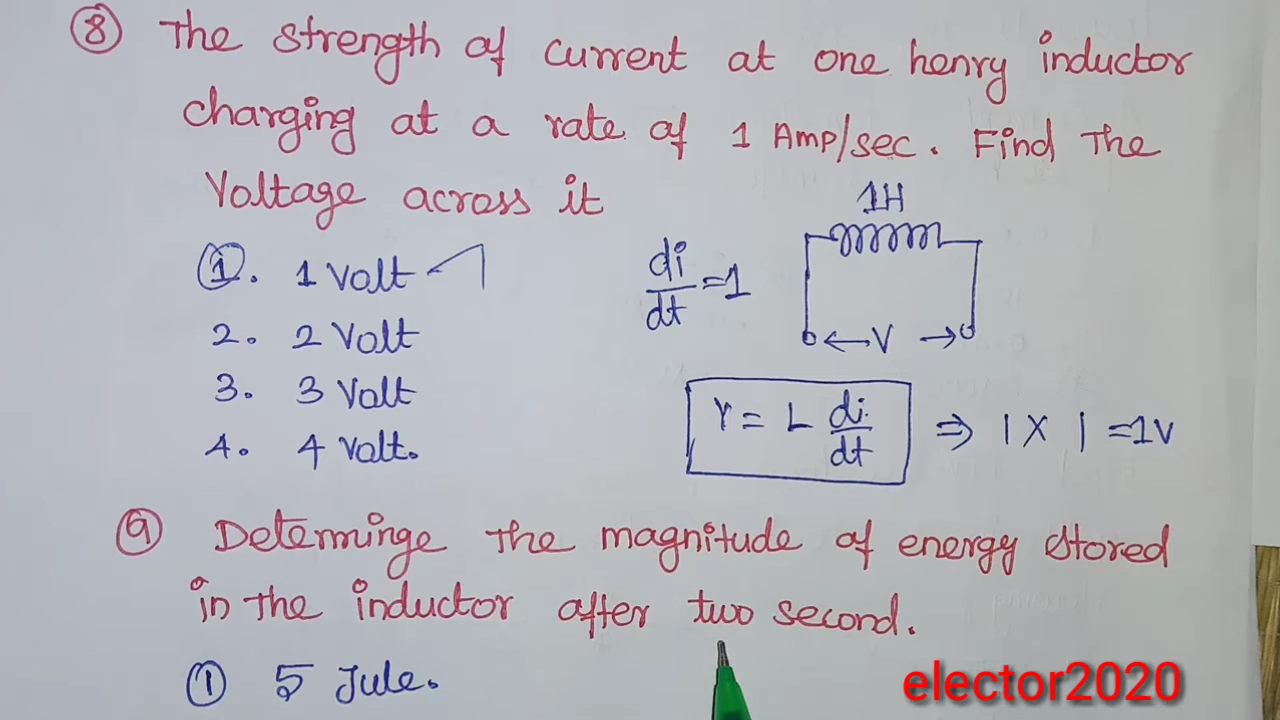 ⑧ The strength of current at one henry inductor
charging at a rate of 1 Amp/sec. Find The
Voltage across it
①. 1 Volt
2. 2 Volt
3. 3 Volt
4. 4 Volt.
1H
di/dt = 1
←V→
V = L di/dt ⇒ 1 X 1 = 1V
⑨ Determinge the magnitude of energy stored
in the inductor after two second.
① 5 Jule.
elector2020